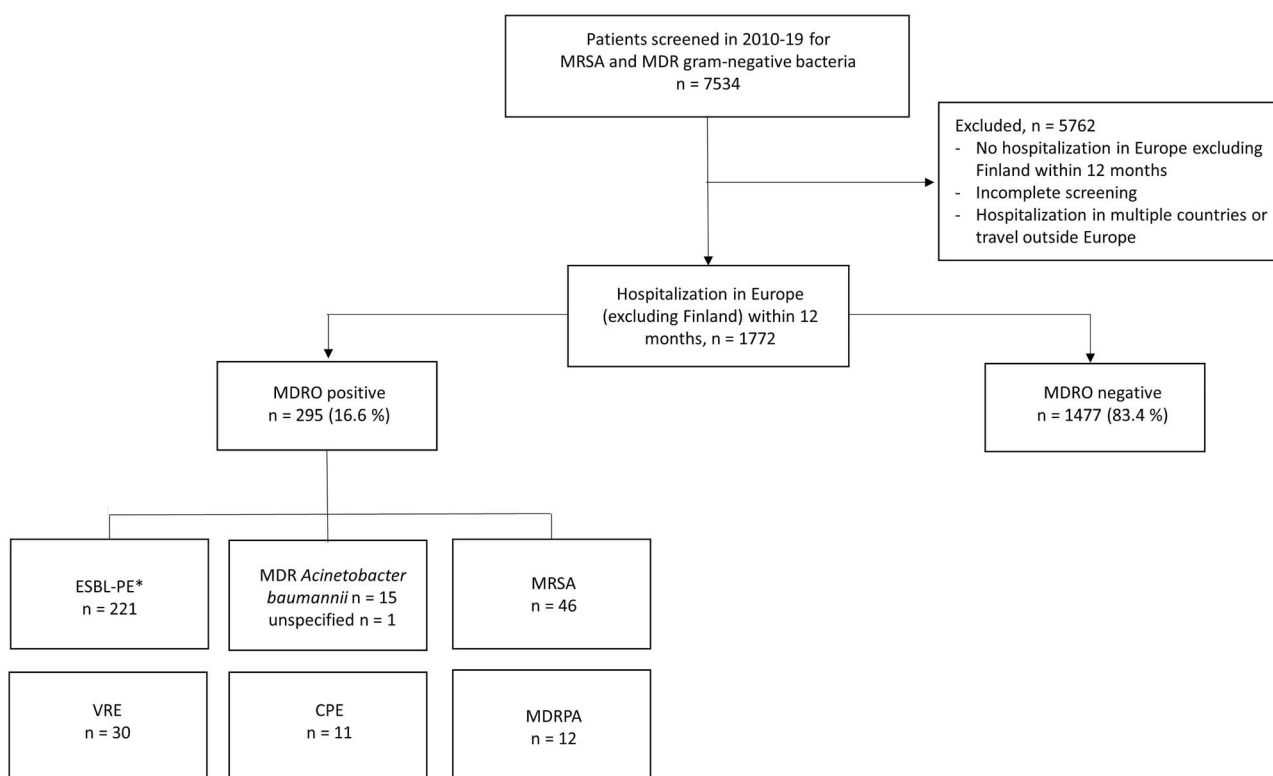 Patients screened in 2010-19 for
MRSA and MDR gram-negative bacteria
n = 7534
Excluded, n = 5762
- No hospitalization in Europe excluding
Finland within 12 months
- Incomplete screening
- Hospitalization in multiple countries or
travel outside Europe
Hospitalization in Europe
(excluding Finland) within 12
months, n = 1772
MDRO positive
n = 295 (16.6 %)
MDRO negative
n = 1477 (83.4 %)
ESBL-PE*
n = 221
MDR Acinetobacter
baumannii n = 15
unspecified n = 1
MRSA
n = 46
VRE
n = 30
CPE
n = 11
MDRPA
n = 12